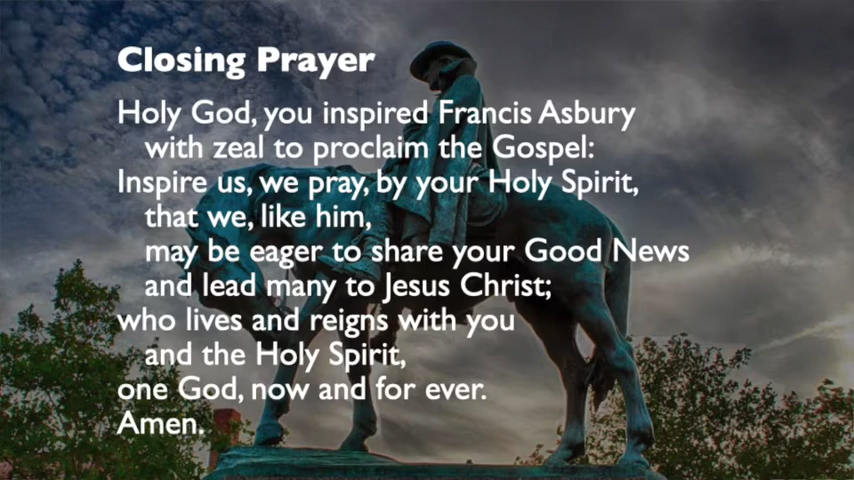 Closing Prayer
Holy God, you inspired Francis Asbury
with zeal to proclaim the Gospel:
Inspire us, we pray, by your Holy Spirit,
that we, like him,
may be eager to share your Good News
and lead many to Jesus Christ;
who lives and reigns with you
and the Holy Spirit,
one God, now and for ever.
Amen.